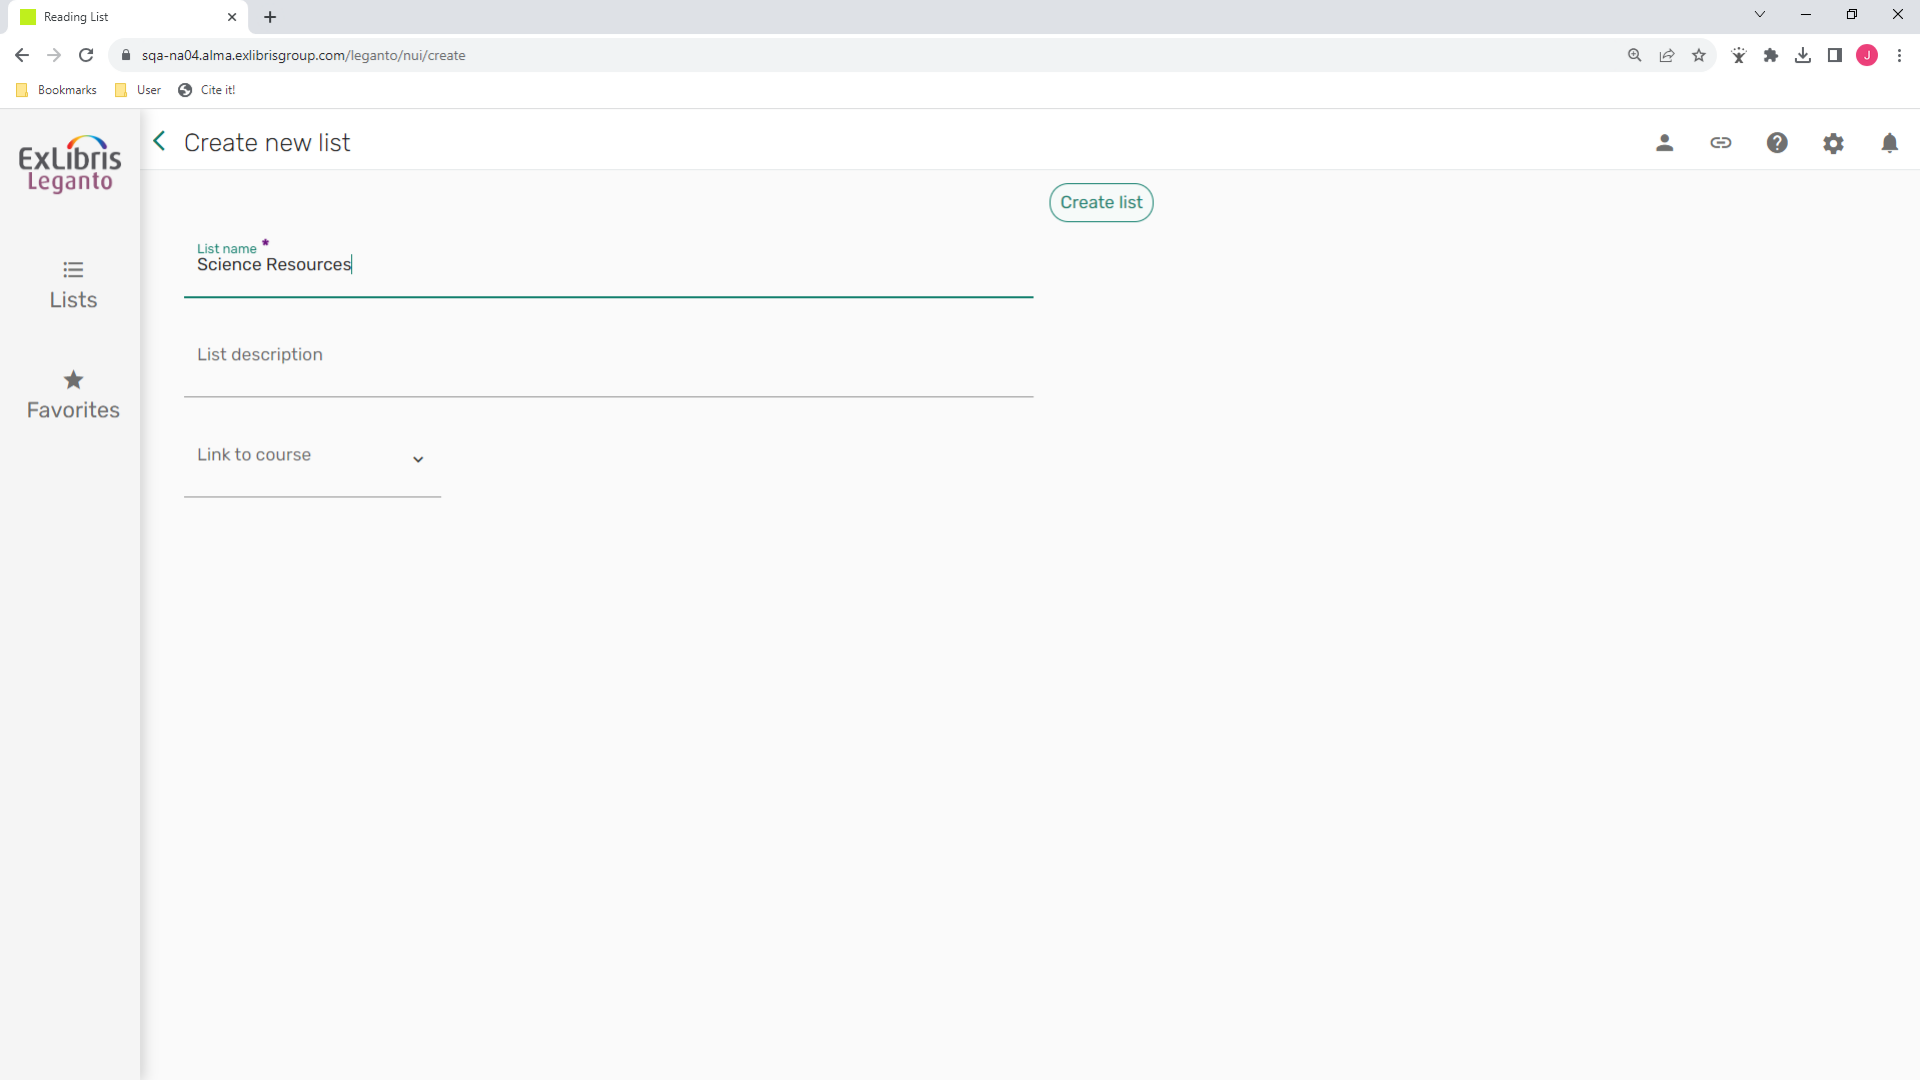 Reading List
sqa-na04.alma.exlibrisgroup.com/leganto/nui/create
J
Bookmarks
User
Cite it!
ExLibris
Leganto
Create new list
Create list
List name *
Science Resources
Lists
List description
Favorites
Link to course